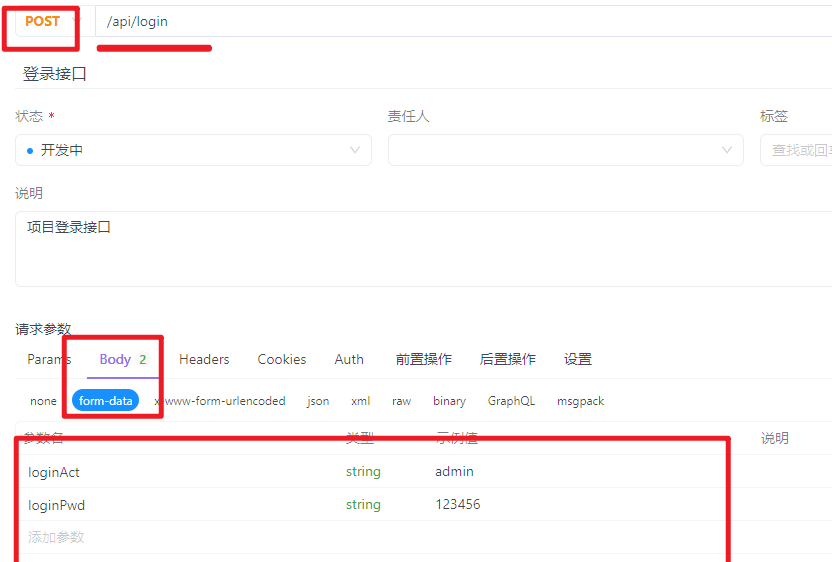 POST /api/login
登录接口
状态 * 责任人 标签
开发中 查找或回车
说明
项目登录接口
请求参数
Params Body 2 Headers Cookies Auth 前置操作 后置操作 设置
none form-data x-www-form-urlencoded json xml raw binary GraphQL msgpack
参数名 类型 示例值 说明
loginAct string admin
loginPwd string 123456
添加参数